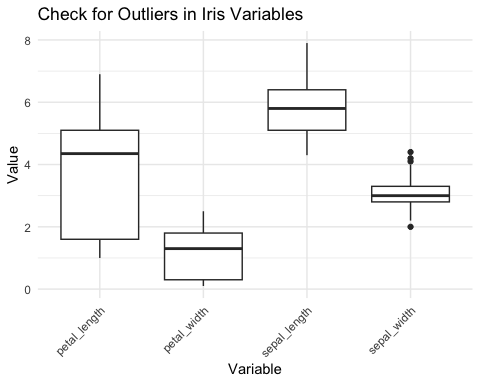 Check for Outliers in Iris Variables
8
6
4
2
0
Value
petal_length
petal_width
sepal_length
sepal_width
Variable